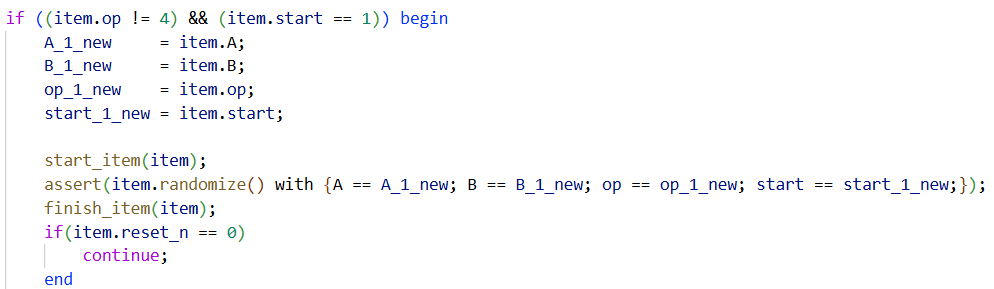 if ((item.op != 4) && (item.start == 1)) begin
    A_1_new     = item.A;
    B_1_new     = item.B;
    op_1_new    = item.op;
    start_1_new = item.start;

    start_item(item);
    assert(item.randomize() with {A == A_1_new; B == B_1_new; op == op_1_new; start == start_1_new;});
    finish_item(item);
    if(item.reset_n == 0)
        continue;
    end